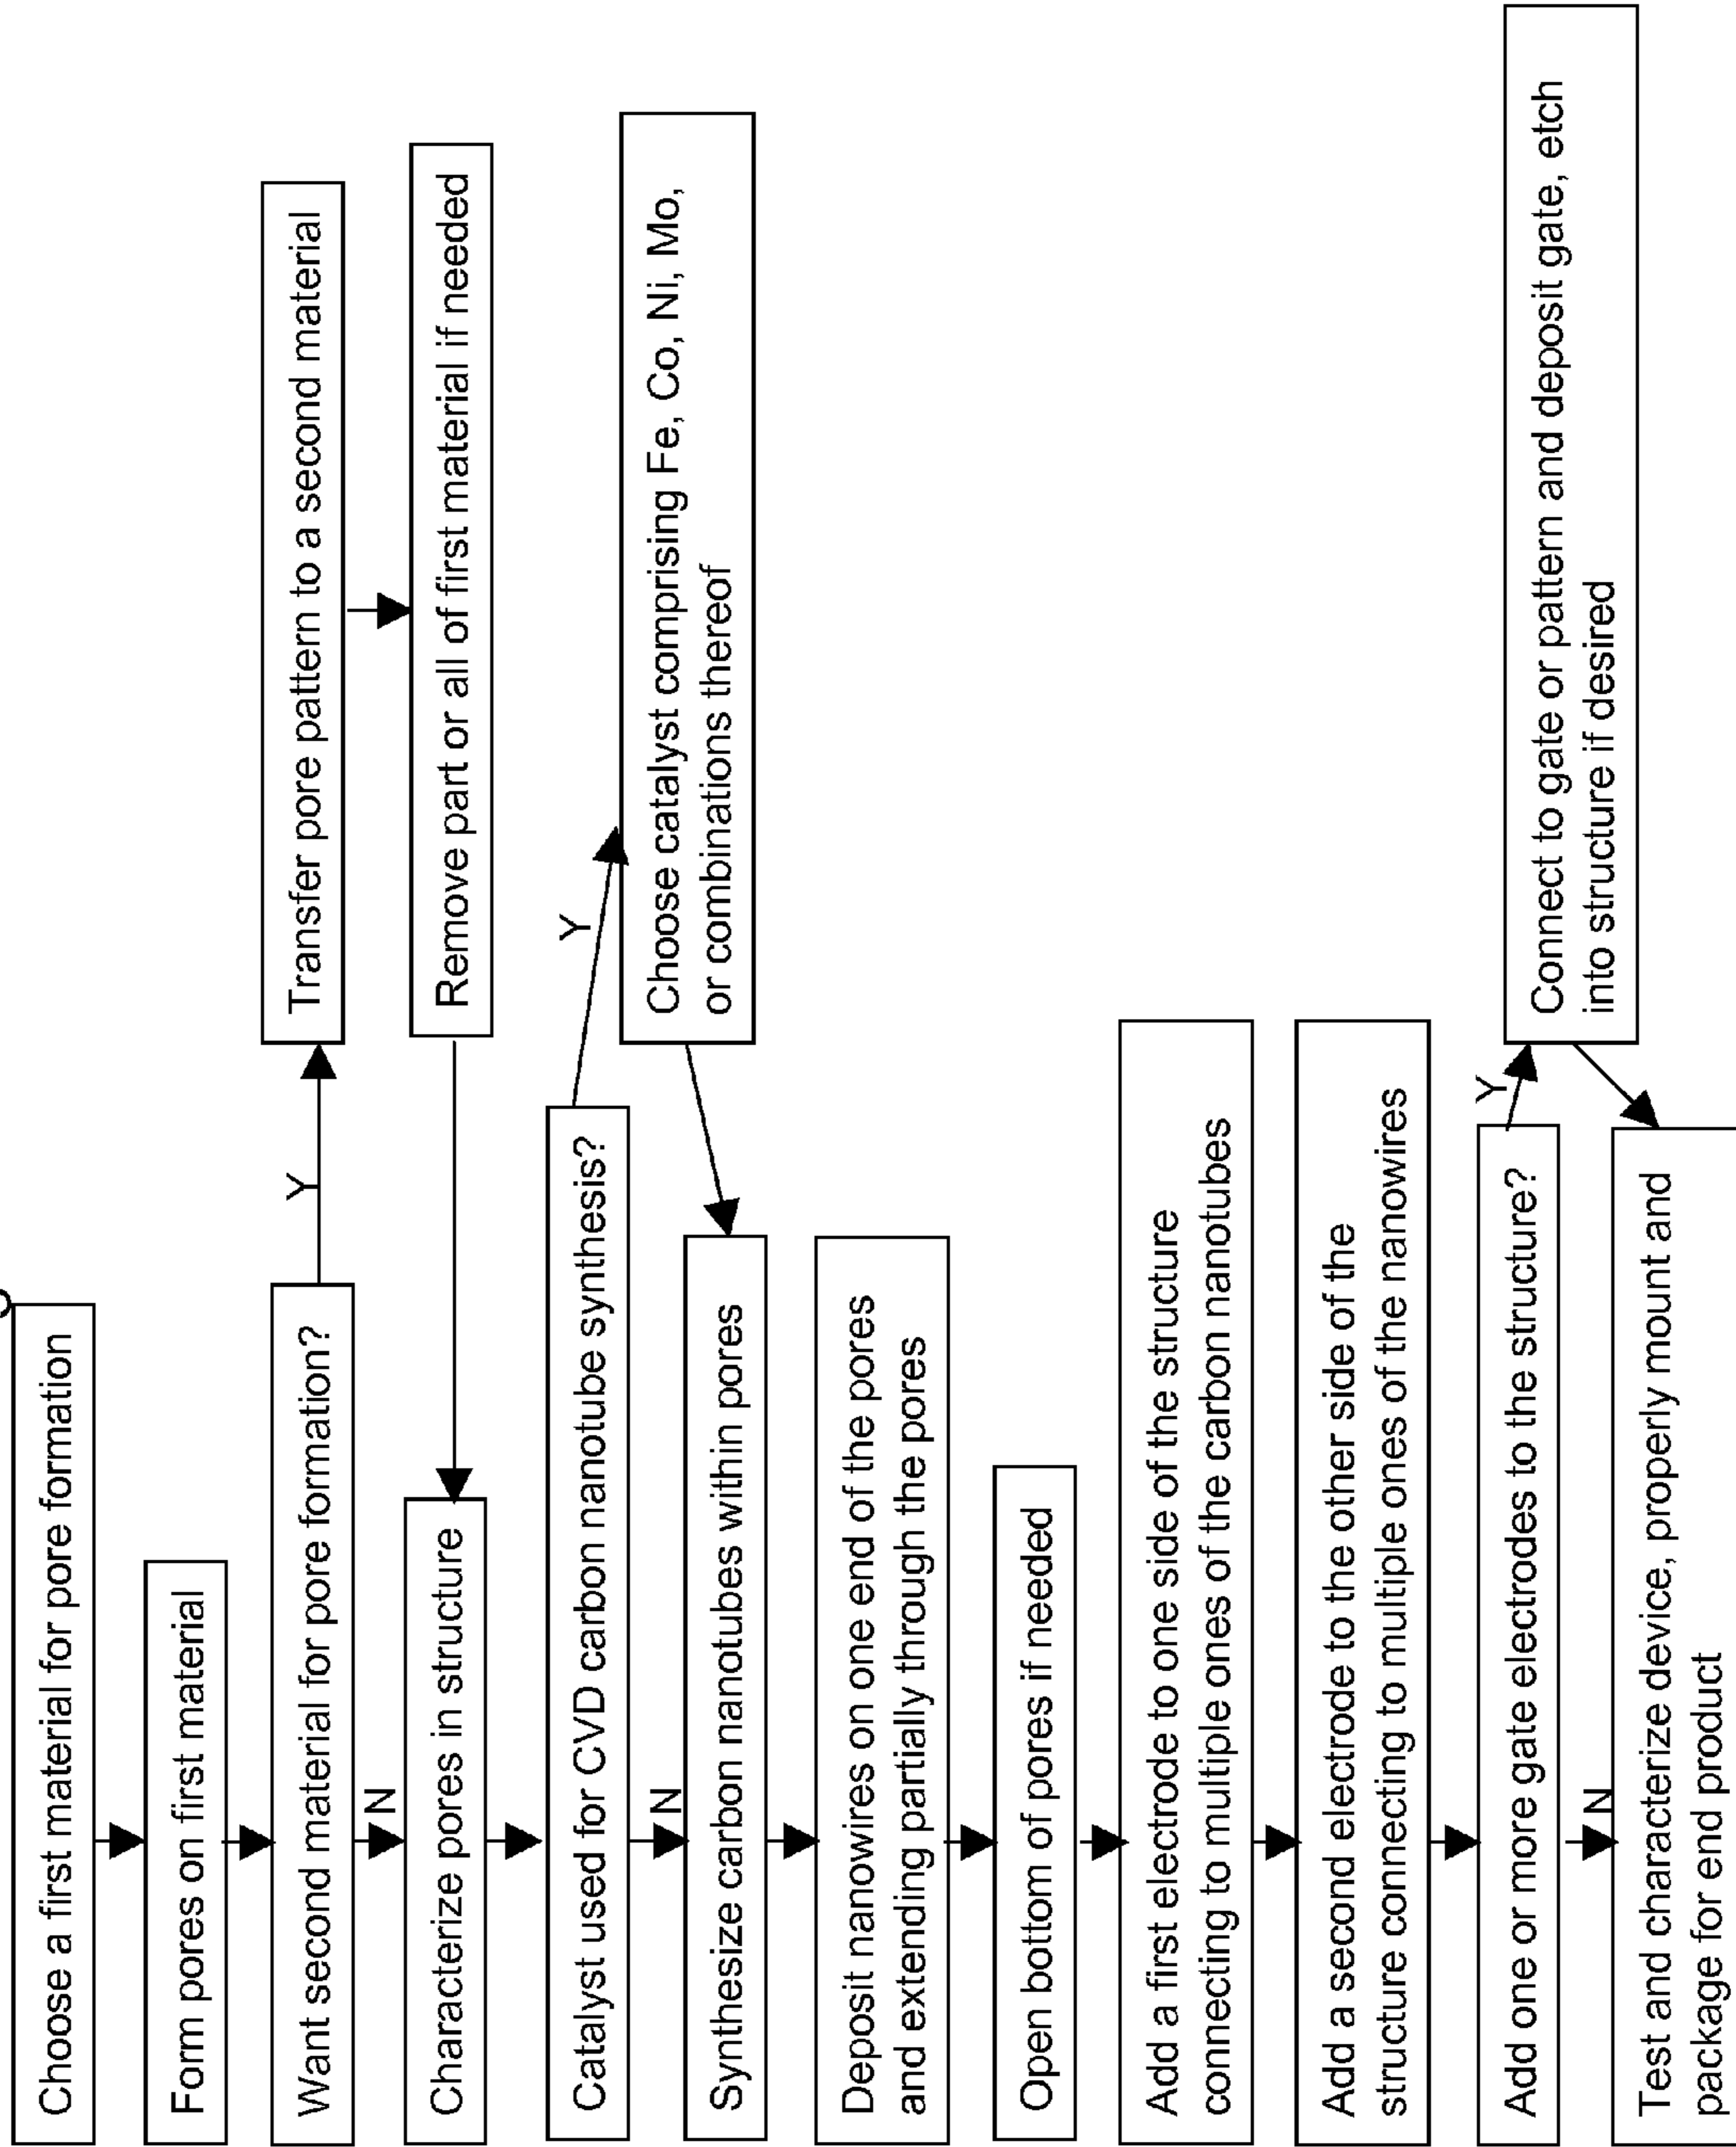 Choose a first material for pore formation
Form pores on first material
Want second material for pore formation?
Y
Transfer pore pattern to a second material
Remove part or all of first material if needed
N
Characterize pores in structure
Catalyst used for CVD carbon nanotube synthesis?
Y
Choose catalyst comprising Fe, Co, Ni, Mo,
or combinations thereof
N
Synthesize carbon nanotubes within pores
Deposit nanowires on one end of the pores
and extending partially through the pores
Open bottom of pores if needed
Add a first electrode to one side of the structure
connecting to multiple ones of the carbon nanotubes
Add a second electrode to the other side of the
structure connecting to multiple ones of the nanowires
Add one or more gate electrodes to the structure?
Y
Connect to gate or pattern and deposit gate, etch
into structure if desired
N
Test and characterize device, properly mount and
package for end product